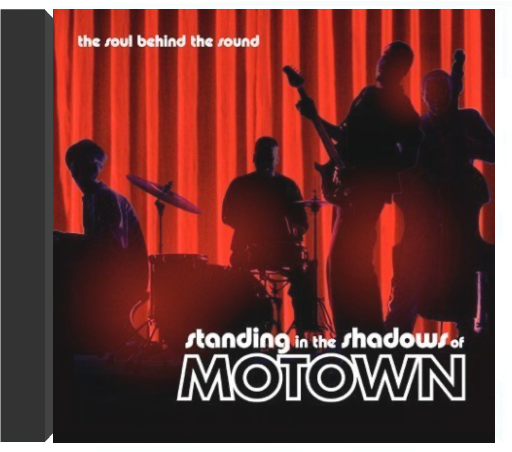 the soul behind the sound
standing in the shadows of
MOTOWN